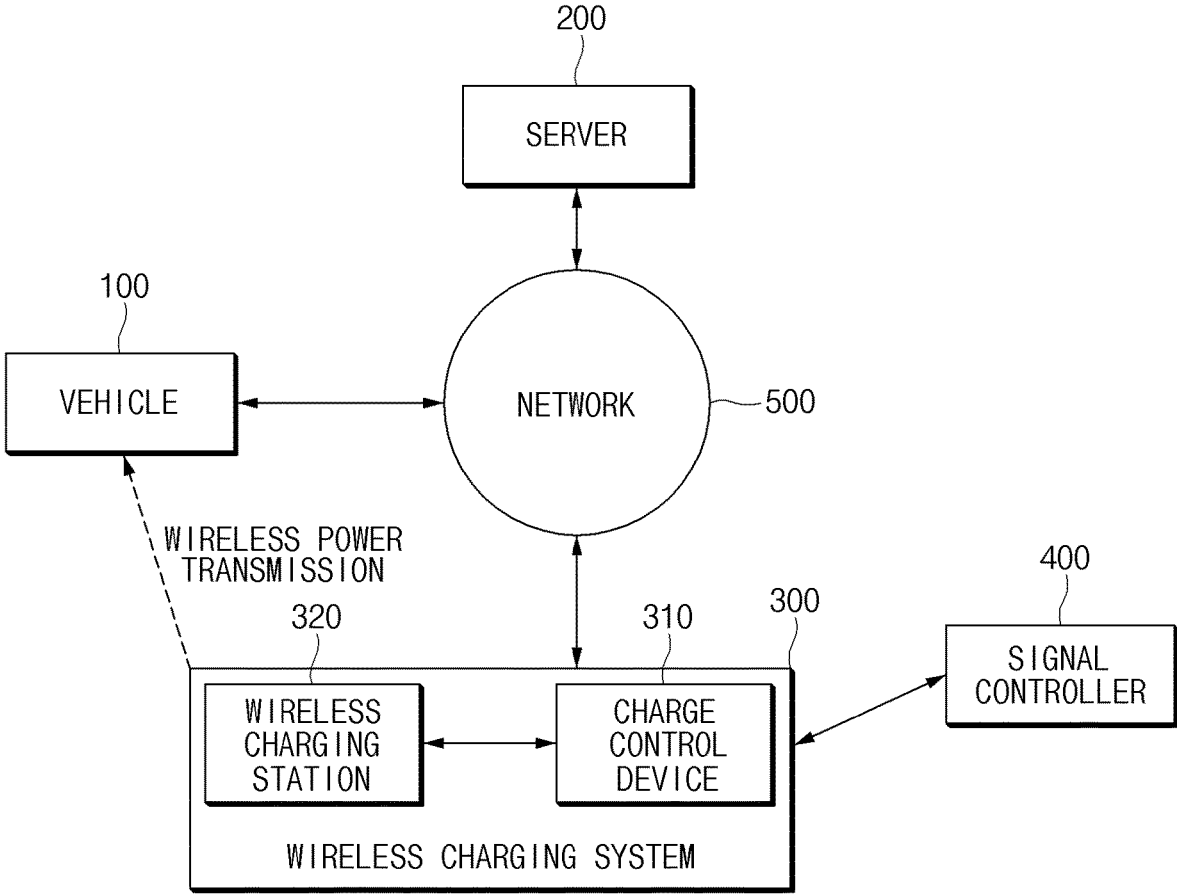 200
SERVER
100
VEHICLE
NETWORK
500
WIRELESS POWER
TRANSMISSION
320
310
300
400
WIRELESS
CHARGING
STATION
CHARGE
CONTROL
DEVICE
SIGNAL
CONTROLLER
WIRELESS CHARGING SYSTEM